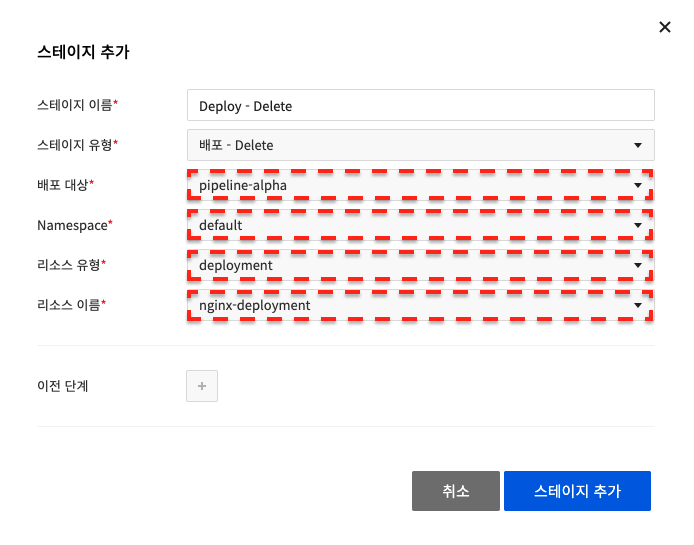 스테이지 추가
스테이지 이름* Deploy - Delete
스테이지 유형* 배포 - Delete
배포 대상* pipeline-alpha
Namespace* default
리소스 유형* deployment
리소스 이름* nginx-deployment
이전 단계 +
취소 스테이지 추가